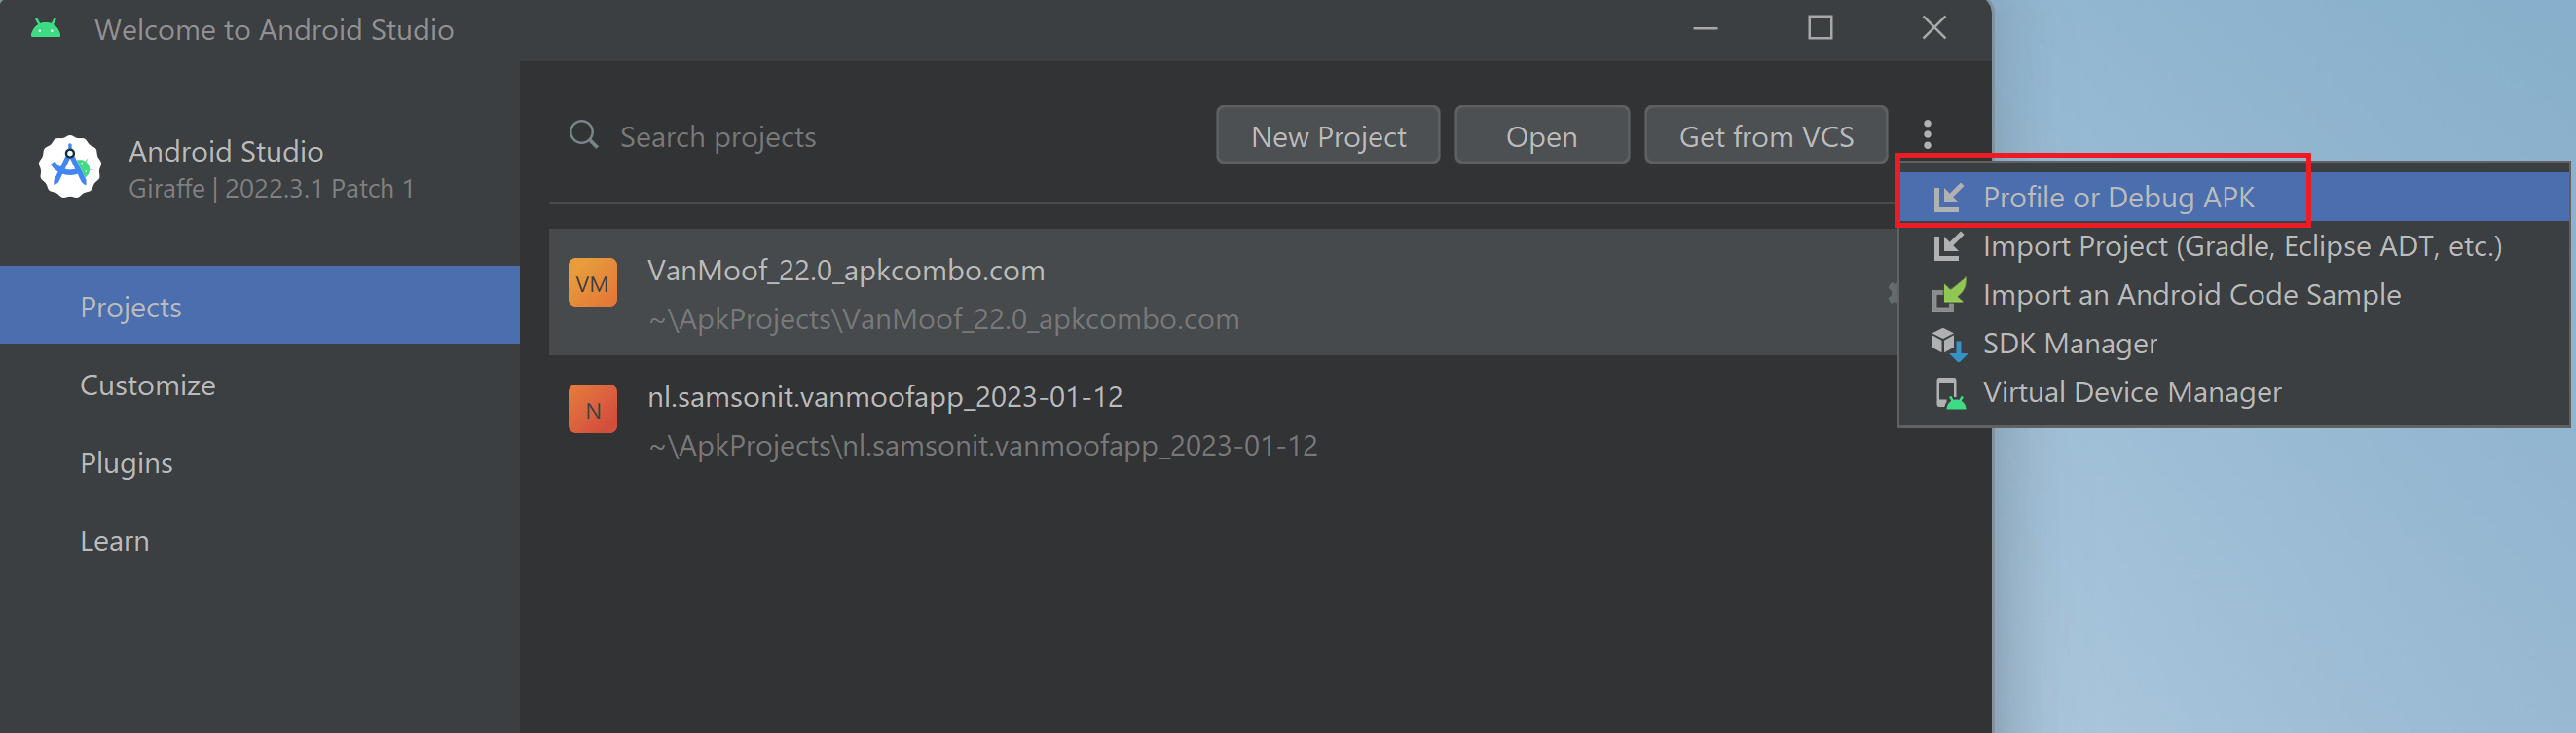 Welcome to Android Studio
Android Studio
Giraffe | 2022.3.1 Patch 1
Projects
Customize
Plugins
Learn
Search projects
New Project
Open
Get from VCS
VM
VanMoof_22.0_apkcombo.com
~\ApkProjects\VanMoof_22.0_apkcombo.com
N
nl.samsonit.vanmoofapp_2023-01-12
~\ApkProjects\nl.samsonit.vanmoofapp_2023-01-12
Profile or Debug APK
Import Project (Gradle, Eclipse ADT, etc.)
Import an Android Code Sample
SDK Manager
Virtual Device Manager